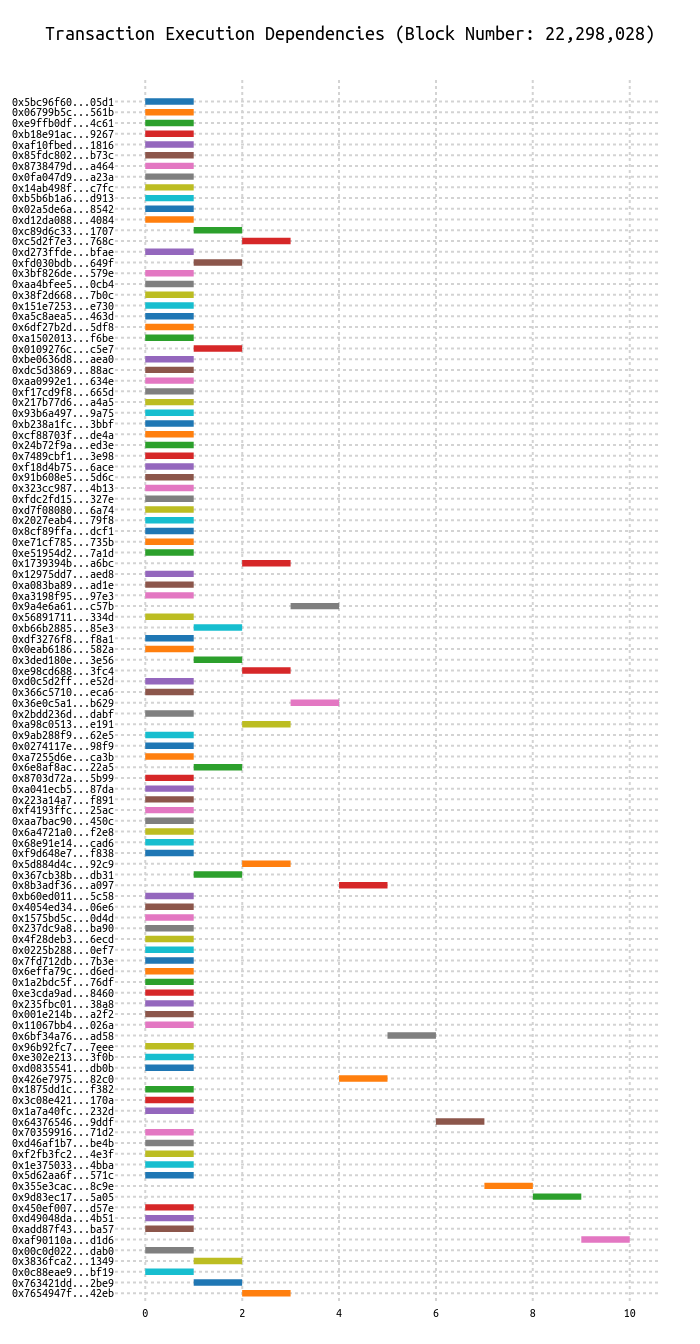 Transaction Execution Dependencies (Block Number: 22,298,028)
0x5bc96f60...05d1
0x06799b5c...561b
0xe9ffb0df...4c61
0xb18e91ac...9267
0xaf10fbed...1816
0x85fdc802...b73c
0x8738479d...a464
0x0fa047d9...a23a
0x14ab498f...c7fc
0xb5b6b1a6...d913
0x02a5de6a...8542
0xd12da088...4084
0xc89d6c33...1707
0xc5d2f7e3...768c
0xd273ffde...bfae
0xfd030bdb...649f
0x3bf826de...579e
0xaa4bfee5...0cb4
0x38f2d668...7b0c
0x151e7253...e730
0xa5c8aea5...463d
0x6df27b2d...5df8
0xa1502013...f6be
0x0109276c...c5e7
0xbe0636d8...aea0
0xdc5d3869...88ac
0xaa0992e1...634e
0xf17cd9f8...665d
0x217b77d6...a4a5
0x93b6a497...9a75
0xb238a1fc...3bbf
0xcf88703f...de4a
0x24b72f9a...ed3e
0x7489cbf1...3e98
0xf18d4b75...6ace
0x91b608e5...5d6c
0x323cc987...4b13
0xfdc2fd15...327e
0xd7f08080...6a74
0x2027eab4...79f8
0x8cf89ffa...dcf1
0xe71cf785...735b
0xe51954d2...7a1d
0x1739394b...a6bc
0x12975dd7...aed8
0xa083ba89...ad1e
0xa3198f95...97e3
0x9a4e6a61...c57b
0x56891711...334d
0xb66b2885...85e3
0xdf3276f8...f8a1
0x0eab6186...582a
0x3ded180e...3e56
0xe98cd688...3fc4
0xd0c5d2ff...e52d
0x366c5710...eca6
0x36e0c5a1...b629
0x2bdd236d...dabf
0xa98c0513...e191
0x9ab288f9...62e5
0x0274117e...98f9
0xa7255d6e...ca3b
0x6e8af8ac...22a5
0x8703d72a...5b99
0xa041ecb5...87da
0x223a14a7...f891
0xf4193ffc...25ac
0xaa7bac90...450c
0x6a4721a0...f2e8
0x68e91e14...cad6
0xf9d648e7...f838
0x5d884d4c...92c9
0x367cb38b...db31
0x8b3adf36...a097
0xb60ed011...5c58
0x4054ed34...06e6
0x1575bd5c...0d4d
0x237dc9a8...ba90
0x4f28deb3...6ecd
0x0225b288...0ef7
0x7fd712db...7b3e
0x6effa79c...d6ed
0x1a2bdc5f...76df
0xe3cda9ad...8460
0x235fbc01...38a8
0x001e214b...a2f2
0x11067bb4...026a
0x6bf34a76...ad58
0x96b92fc7...7eee
0xe302e213...3f0b
0xd0835541...db0b
0x426e7975...82c0
0x1875dd1c...f382
0x3c08e421...170a
0x1a7a40fc...232d
0x64376546...9ddf
0x70359916...71d2
0xd46af1b7...be4b
0xf2fb3fc2...4e3f
0x1e375033...4bba
0x5d62aa6f...571c
0x355e3cac...8c9e
0x9d83ec17...5a05
0x450ef007...d57e
0xd49048da...4b51
0xadd87f43...ba57
0xaf90110a...d1d6
0x00c0d022...dab0
0x3836fca2...1349
0x0c88eae9...bf19
0x763421dd...2be9
0x7654947f...42eb
0 2 4 6 8 10